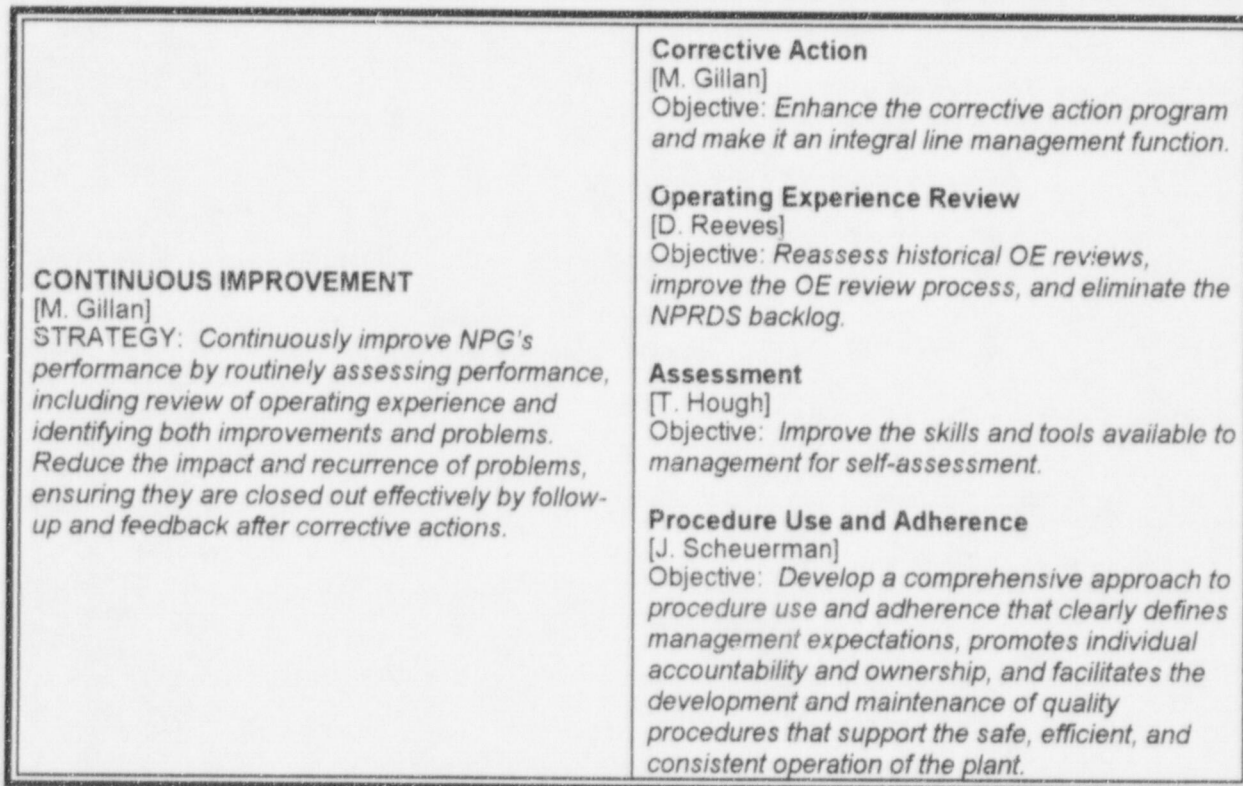 CONTINUOUS IMPROVEMENT
[M. Gillan]
STRATEGY: Continuously improve NPG's
performance by routinely assessing performance,
including review of operating experience and
identifying both improvements and problems.
Reduce the impact and recurrence of problems,
ensuring they are closed out effectively by follow-
up and feedback after corrective actions.
Corrective Action
[M. Gillan]
Objective: Enhance the corrective action program
and make it an integral line management function.
Operating Experience Review
[D. Reeves]
Objective: Reassess historical OE reviews,
improve the OE review process, and eliminate the
NPRDS backlog.
Assessment
[T. Hough]
Objective: Improve the skills and tools available to
management for self-assessment.
Procedure Use and Adherence
[J. Scheuerman]
Objective: Develop a comprehensive approach to
procedure use and adherence that clearly defines
management expectations, promotes individual
accountability and ownership, and facilitates the
development and maintenance of quality
procedures that support the safe, efficient, and
consistent operation of the plant.